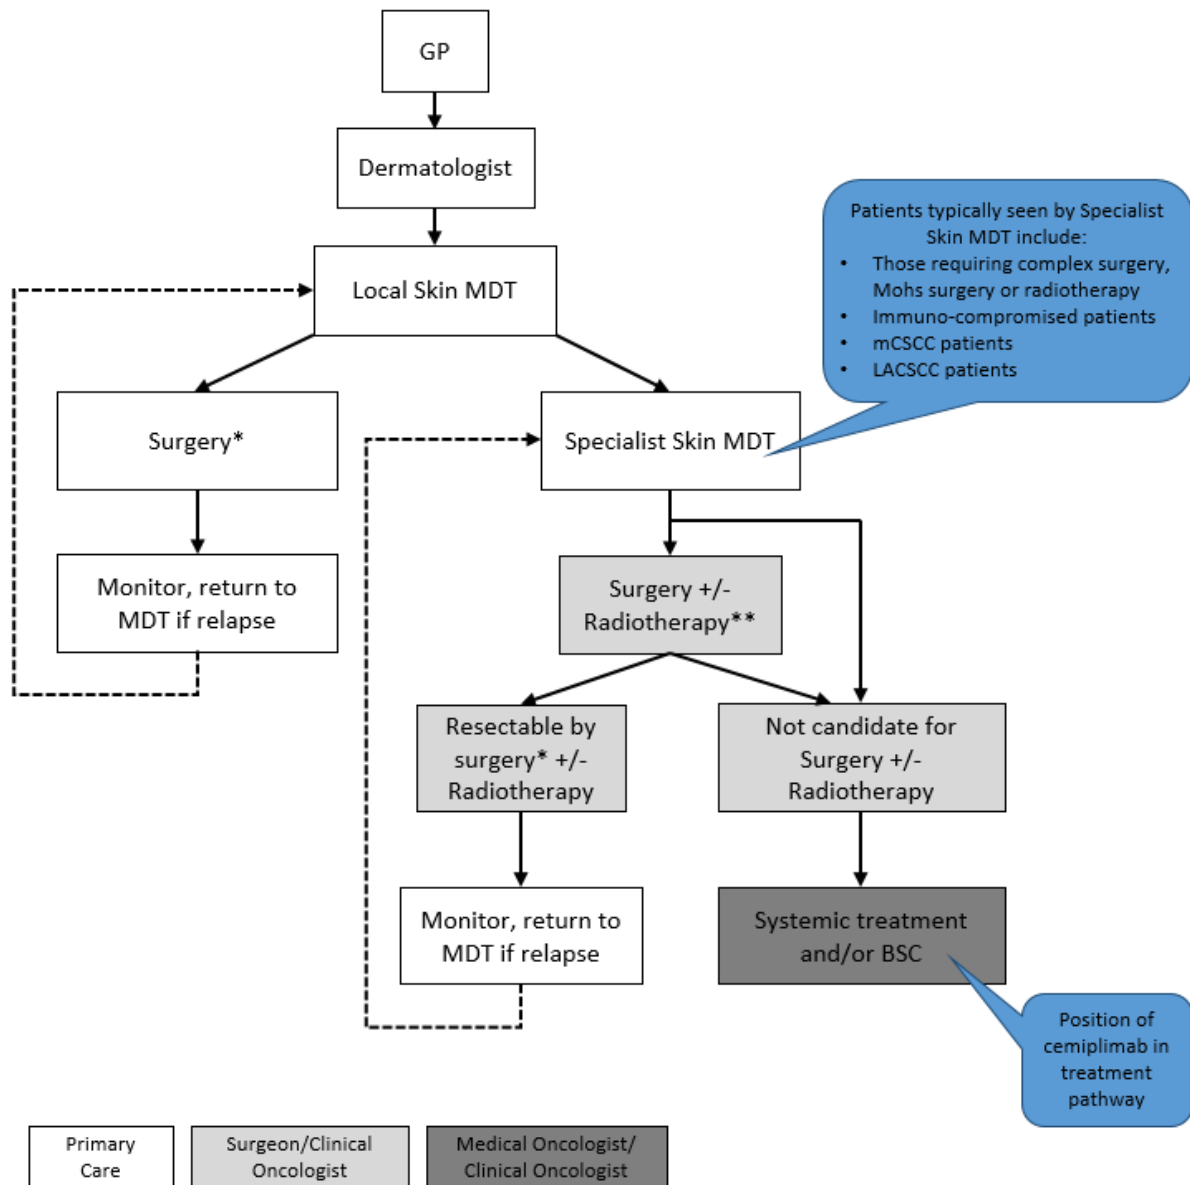 GP
Dermatologist
Local Skin MDT
Patients typically seen by Specialist
Skin MDT include:
• Those requiring complex surgery,
Mohs surgery or radiotherapy
• Immuno-compromised patients
• mCSCC patients
• LACSCC patients
Surgery*
Specialist Skin MDT
Monitor, return to
MDT if relapse
Surgery +/-
Radiotherapy**
Resectable by
surgery* +/-
Radiotherapy
Not candidate for
Surgery +/-
Radiotherapy
Monitor, return to
MDT if relapse
Systemic treatment
and/or BSC
Position of
cemiplimab in
treatment
pathway
Primary
Care
Surgeon/Clinical
Oncologist
Medical Oncologist/
Clinical Oncologist